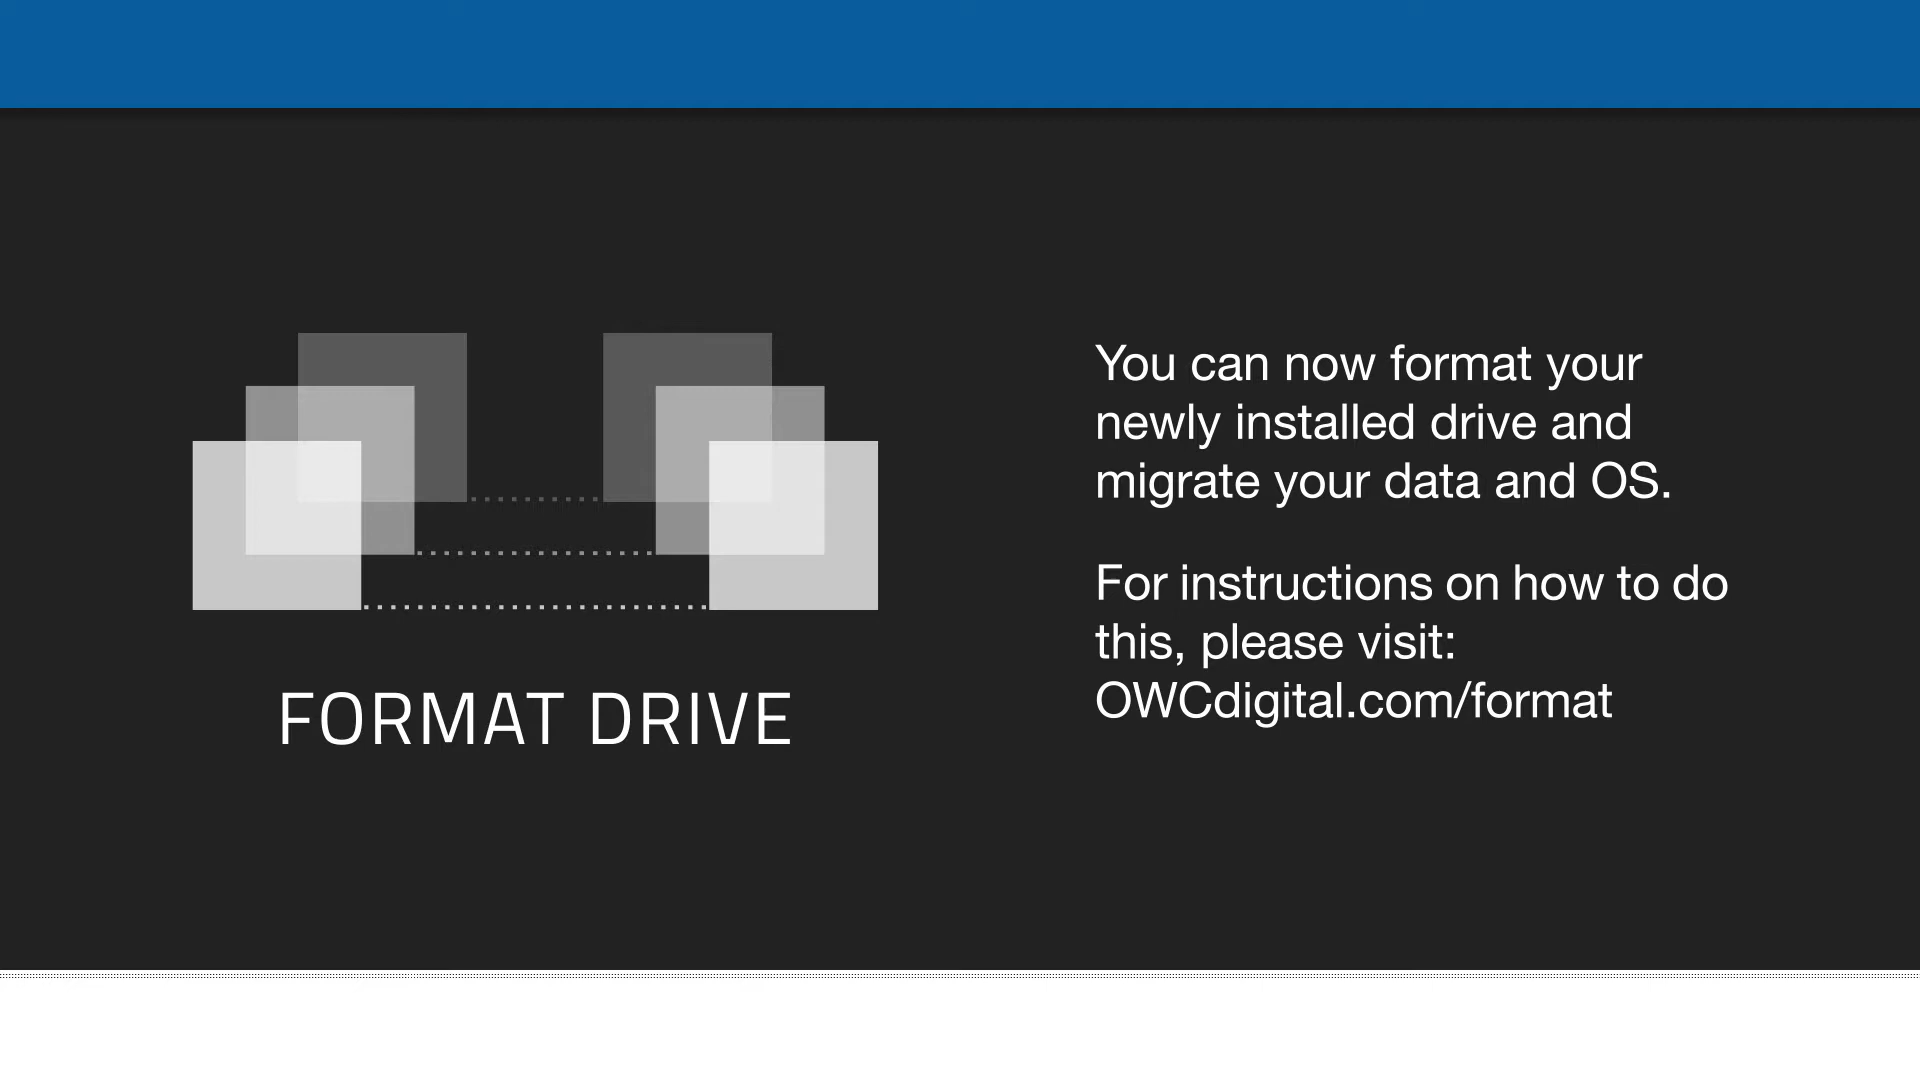 You can now format your
newly installed drive and
migrate your data and OS.
For instructions on how to do
this, please visit:
OWCdigital.com/format
FORMAT DRIVE